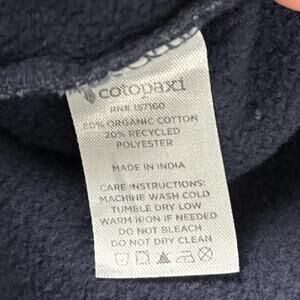 cotopaxi
RN# 157160
80% ORGANIC COTTON
20% RECYCLED
POLYESTER
MADE IN INDIA
CARE INSTRUCTIONS:
MACHINE WASH COLD
TUMBLE DRY LOW
WARM IRON IF NEEDED
DO NOT BLEACH
DO NOT DRY CLEAN